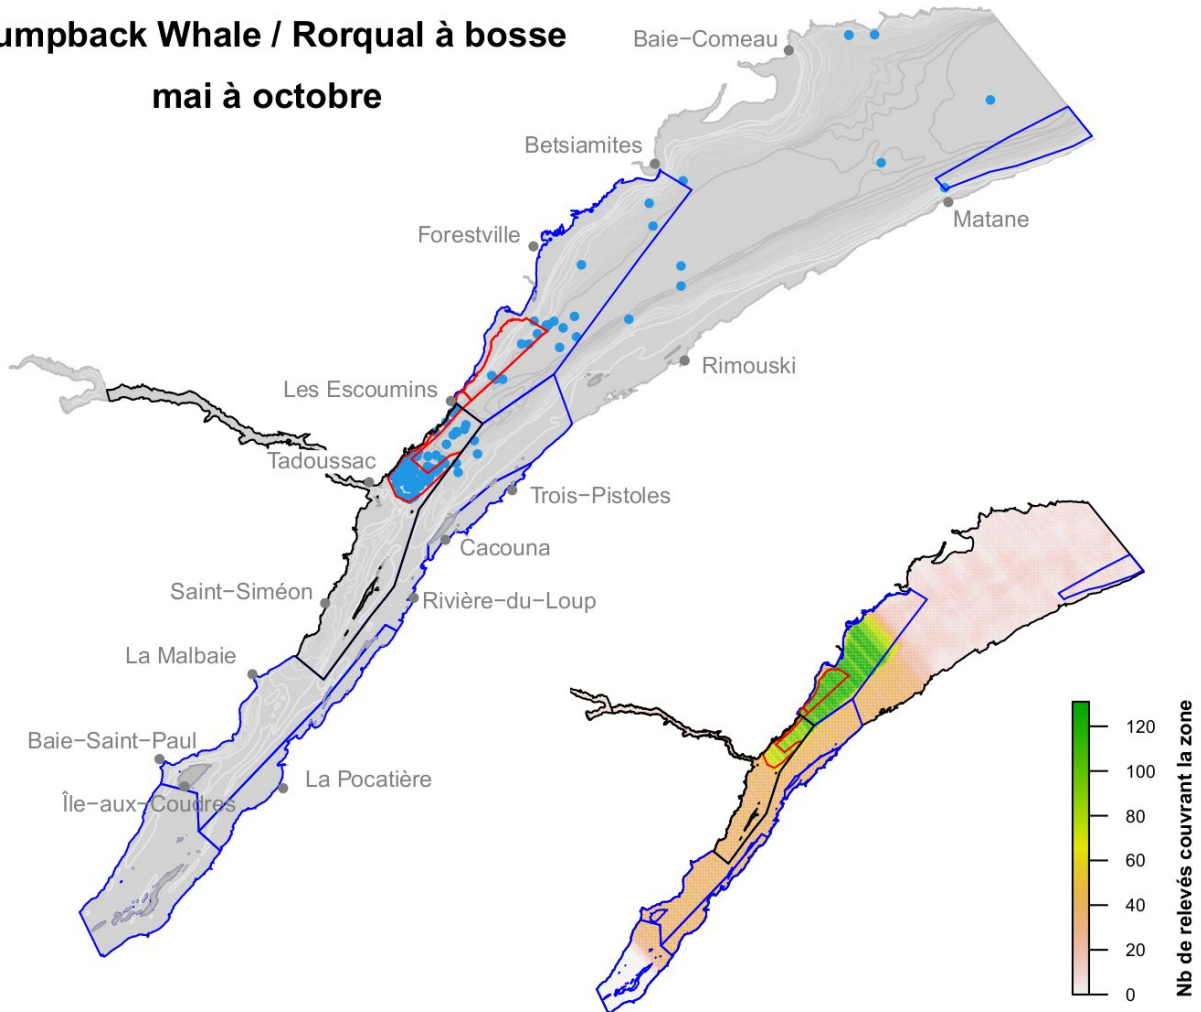 umpback Whale / Rorqual à bosse
mai à octobre
Baie−Comeau
Betsiamites
Matane
Forestville
Rimouski
Les Escoumins
Tadoussac
Trois−Pistoles
Cacouna
Saint−Siméon
Rivière−du−Loup
La Malbaie
Baie−Saint−Paul
La Pocatière
Île−aux−Coudres
120
100
80
60
40
20
0
Nb de relevés couvrant la zone